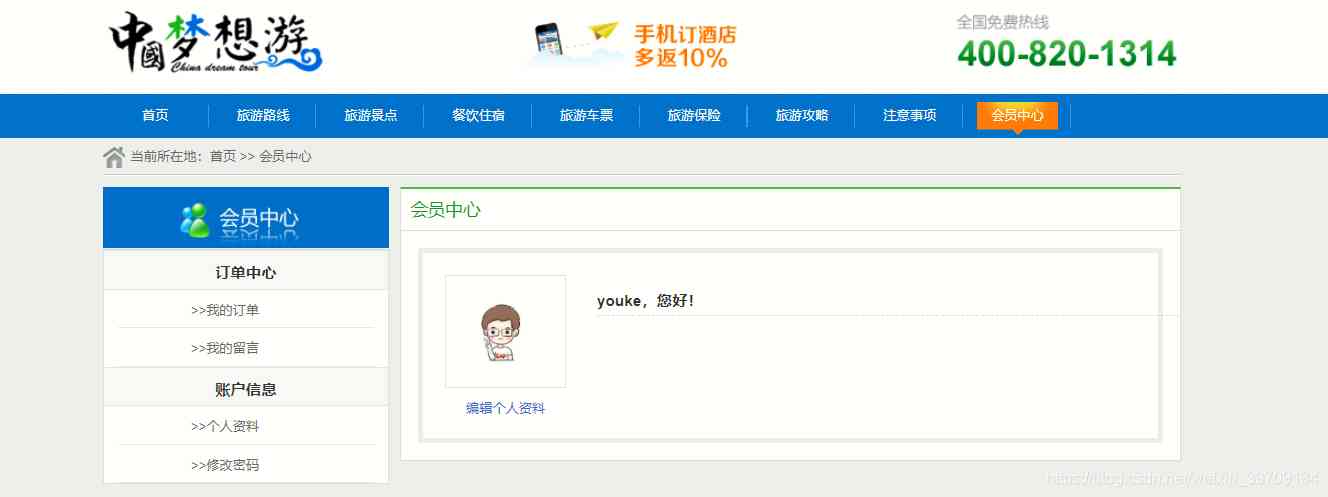 中國梦想游
China dream tour
手机订酒店
多返10%
全国免费热线
400-820-1314
首页 旅游路线 旅游景点 餐饮住宿 旅游车票 旅游保险 旅游攻略 注意事项 会员中心
当前所在地：首页 >> 会员中心
会员中心
订单中心
>>我的订单
>>我的留言
账户信息
>>个人资料
>>修改密码
会员中心
youke，您好！
编辑个人资料